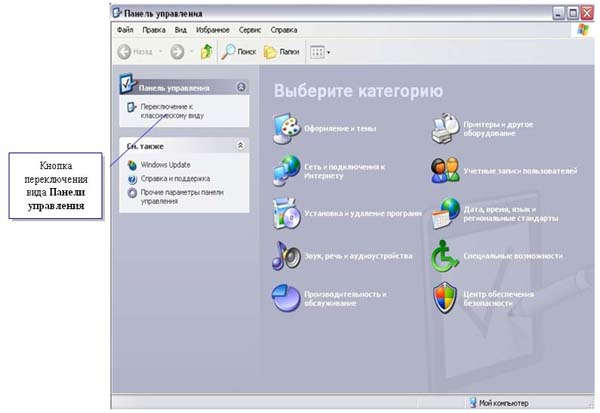 Панель управления
Файл Правка Вид Избранное Сервис Справка
Назад Поиск Папки
Панель управления
Переключение к
классическому виду
См. также
Windows Update
Справка и поддержка
Прочие параметры панели
управления
Кнопка
переключения
вида Панели
управления
Выберите категорию
Оформление и темы
Принтеры и другое
оборудование
Сеть и подключения к
Интернету
Учетные записи пользователей
Установка и удаление программ
Дата, время, язык и
региональные стандарты
Звук, речь и аудиоустройства
Специальные возможности
Производительность и
обслуживание
Центр обеспечения
безопасности
Мой компьютер